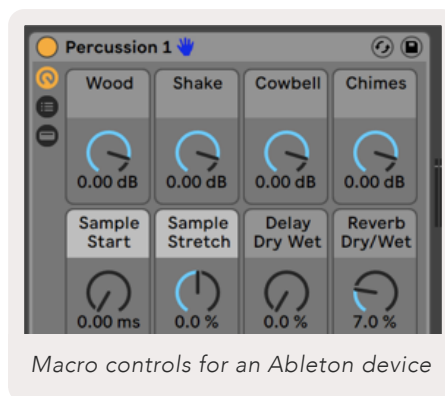 Percussion 1
Wood Shake Cowbell Chimes
0.00 dB 0.00 dB 0.00 dB 0.00 dB
Sample Sample Delay Reverb
Start Stretch Dry Wet Dry/Wet
0.00 ms 0.0 % 0.0 % 7.0 %
Macro controls for an Ableton device